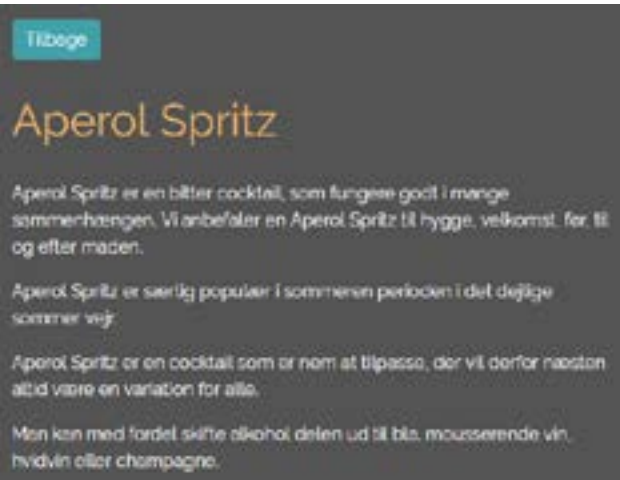 Tilbage
Aperol Spritz
Aperol Spritz er en bitter cocktail, som fungere godt i mange
sammenhængen. Vi anbefaler en Aperol Spritz til hygge, velkomst, før, til
og efter maden.
Aperol Spritz er særlig populær i sommeren perioden i det dejlige
sommer vejr.
Aperol Spritz er en cocktail som er nem at tilpasse, der vil derfor næsten
altid være en variation for alle.
Man kan med fordel skifte alkohol delen ud til bla. mousserende vin,
hvidvin eller champagne.